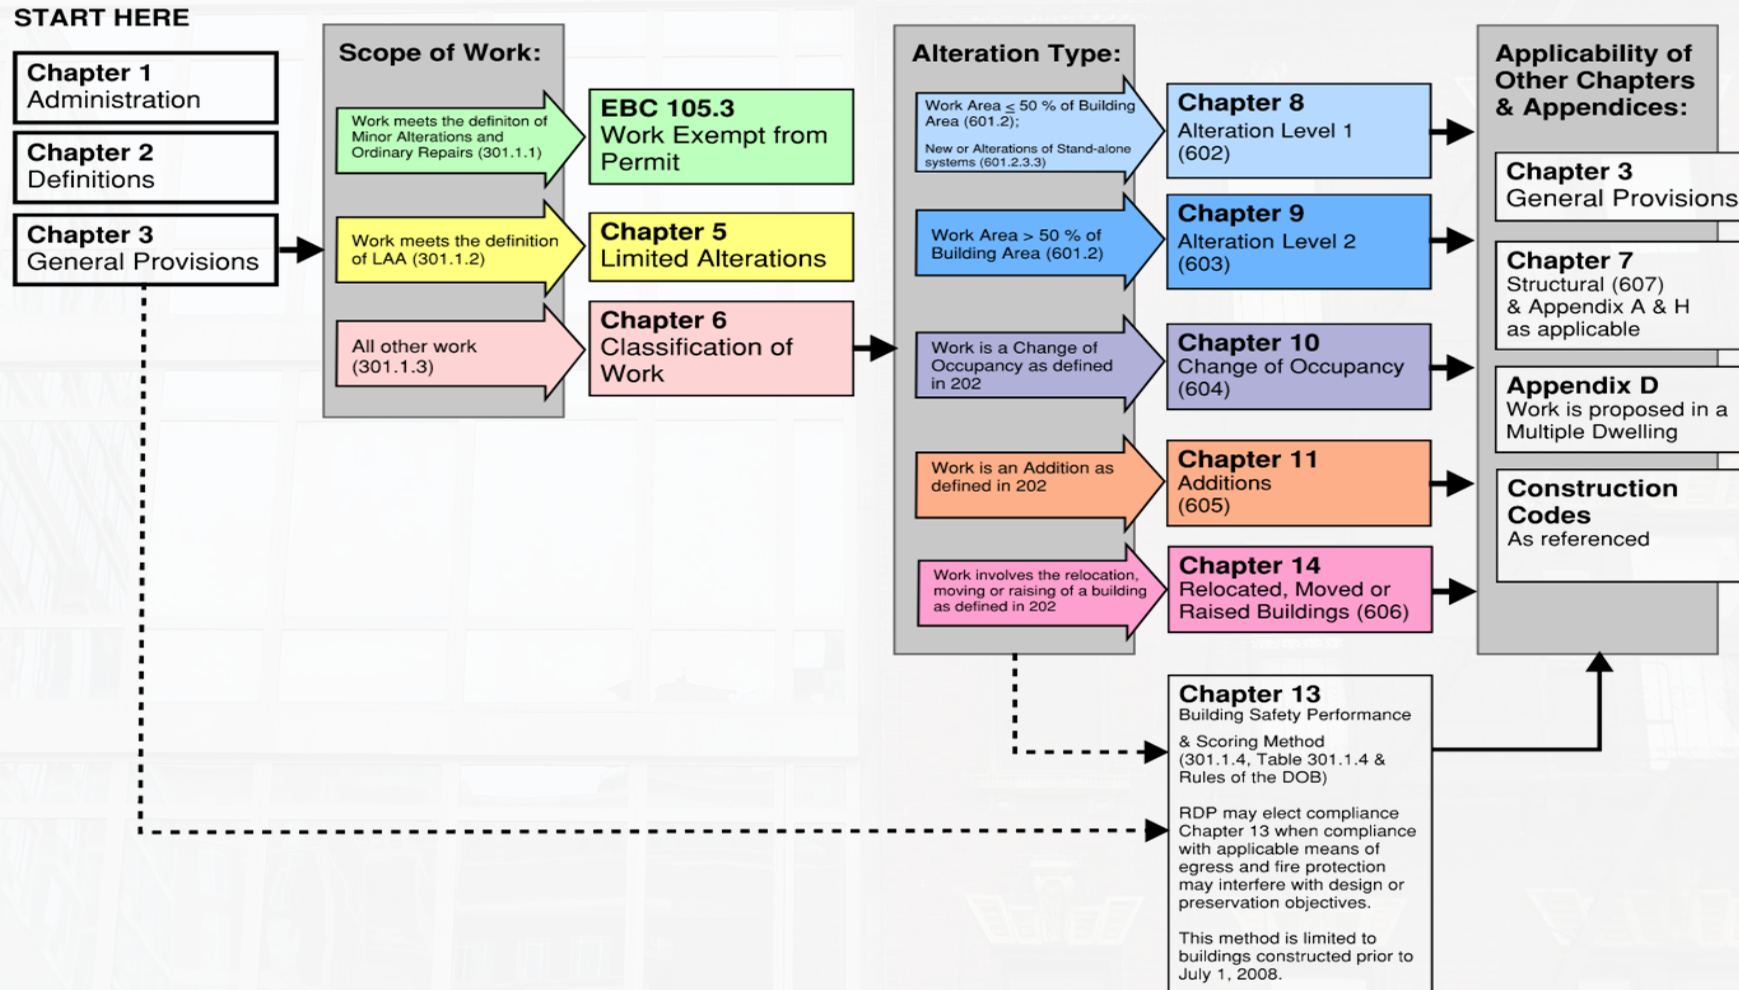 START HERE
Chapter 1
Administration
Chapter 2
Definitions
Chapter 3
General Provisions
Scope of Work:
Work meets the definiton of
Minor Alterations and
Ordinary Repairs (301.1.1)
EBC 105.3
Work Exempt from
Permit
Work meets the definition
of LAA (301.1.2)
Chapter 5
Limited Alterations
All other work
(301.1.3)
Chapter 6
Classification of
Work
Alteration Type:
Work Area ≤ 50 % of Building
Area (601.2);
New or Alterations of Stand-alone
systems (601.2.3.3)
Chapter 8
Alteration Level 1
(602)
Work Area > 50 % of
Building Area (601.2)
Chapter 9
Alteration Level 2
(603)
Work is a Change of
Occupancy as defined
in 202
Chapter 10
Change of Occupancy
(604)
Work is an Addition as
defined in 202
Chapter 11
Additions
(605)
Work involves the relocation,
moving or raising of a building
as defined in 202
Chapter 14
Relocated, Moved or
Raised Buildings (606)
Chapter 13
Building Safety Performance
& Scoring Method
(301.1.4, Table 301.1.4 &
Rules of the DOB)
RDP may elect compliance
Chapter 13 when compliance
with applicable means of
egress and fire protection
may interfere with design or
preservation objectives.
This method is limited to
buildings constructed prior to
July 1, 2008.
Applicability of
Other Chapters
& Appendices:
Chapter 3
General Provisions
Chapter 7
Structural (607)
& Appendix A & H
as applicable
Appendix D
Work is proposed in a
Multiple Dwelling
Construction
Codes
As referenced